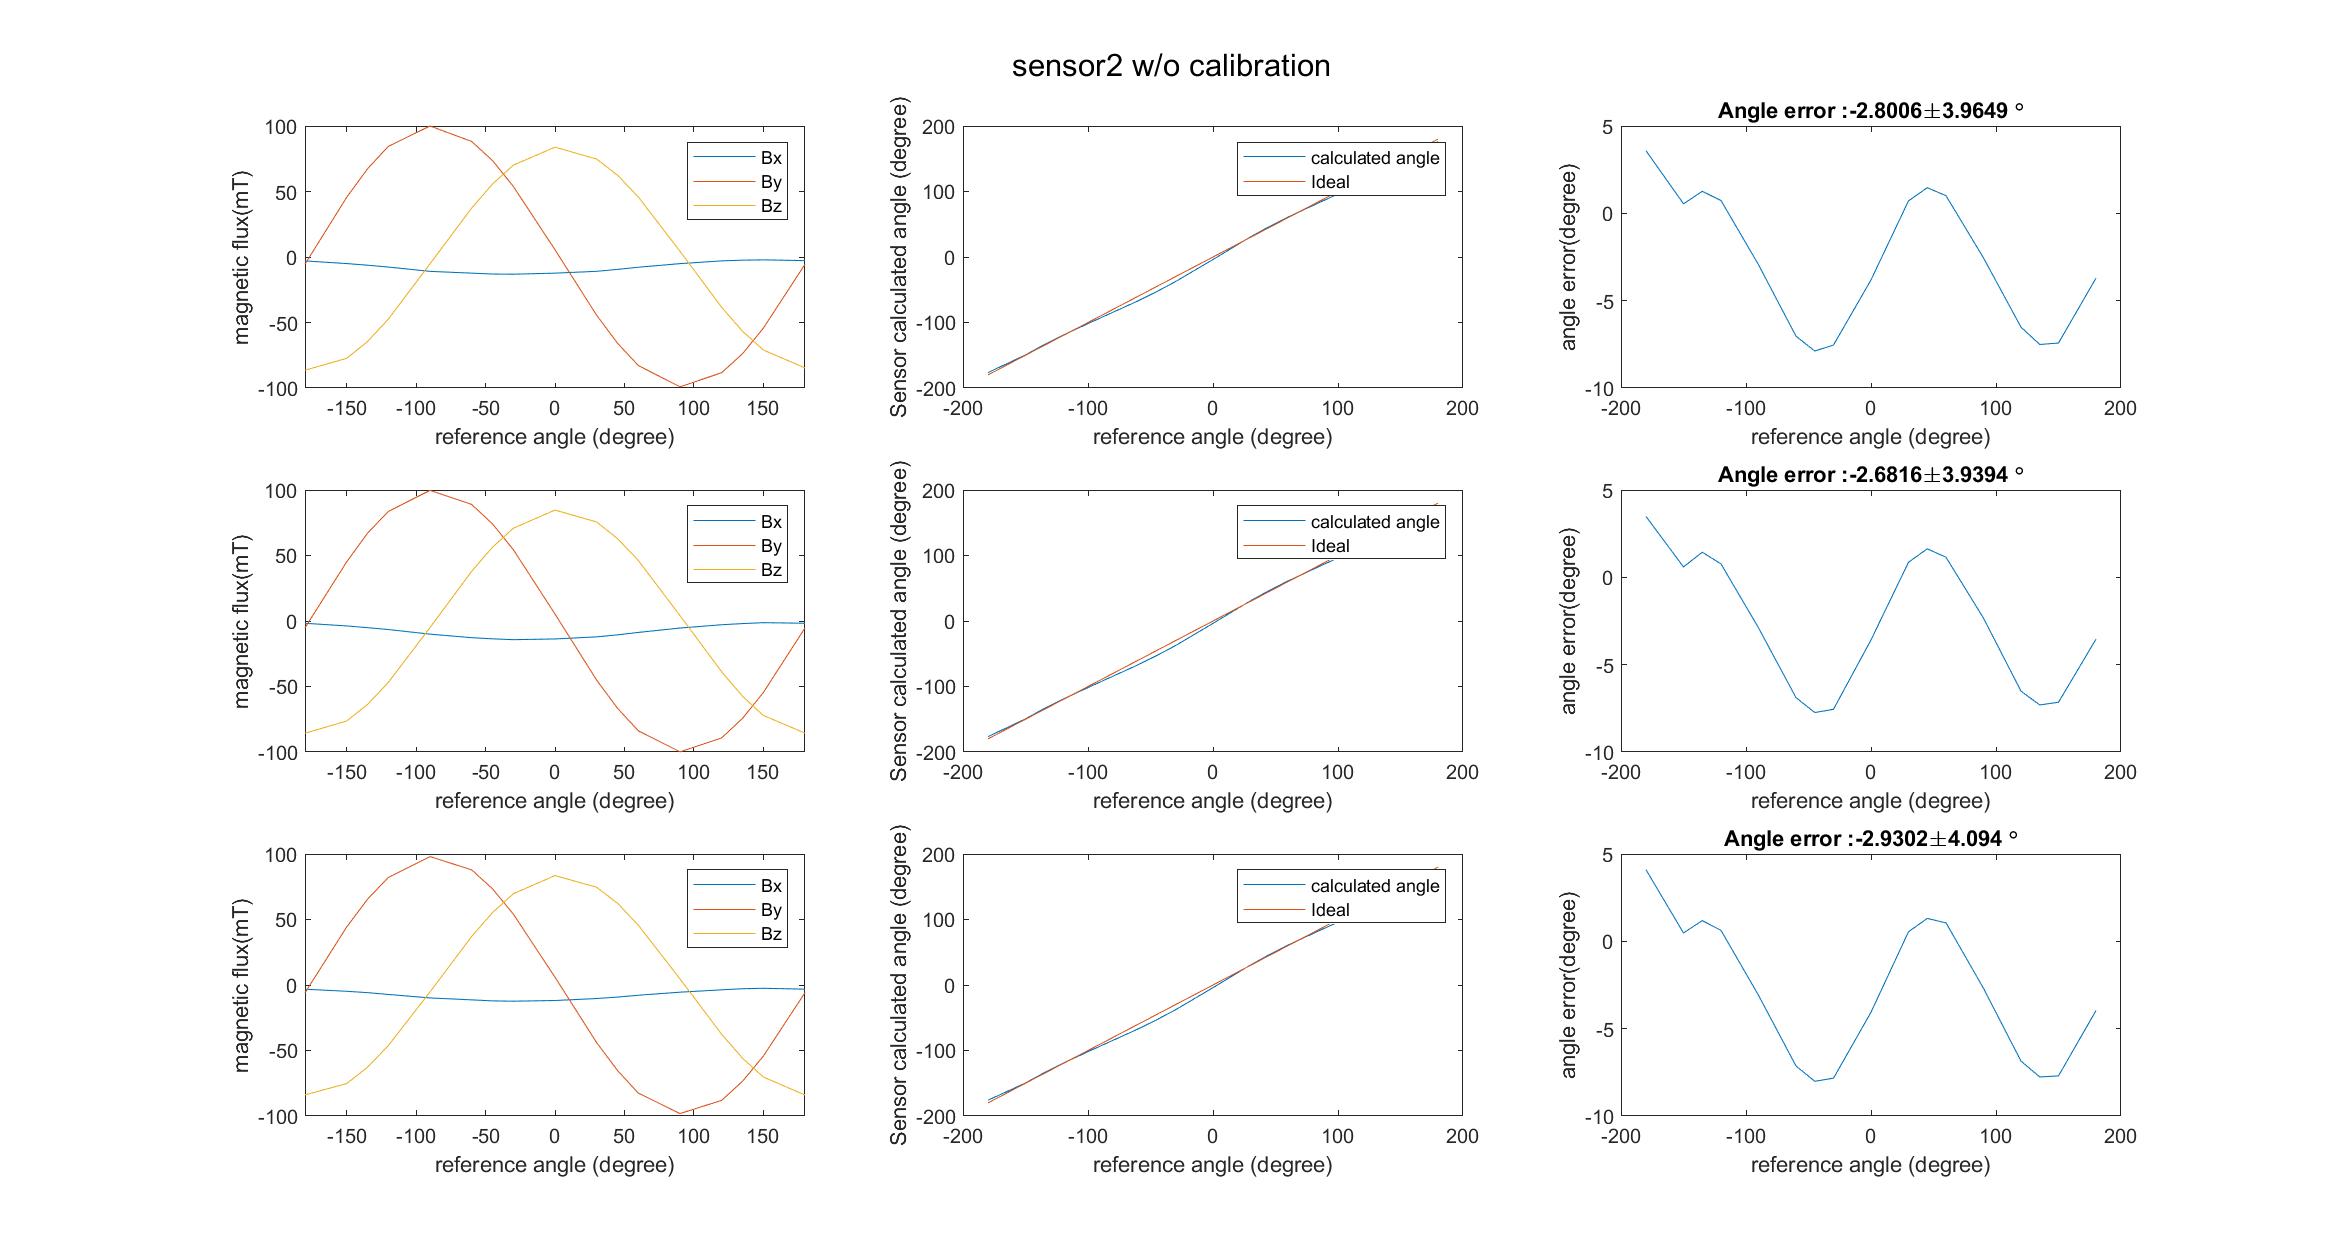 sensor2 w/o calibration
magnetic flux(mT)
100
50
0
-50
-100
-150 -100 -50 0 50 100 150
reference angle (degree)
Bx
By
Bz
Sensor calculated angle (degree)
200
100
0
-100
-200
-200 -100 0 100 200
reference angle (degree)
calculated angle
Ideal
Angle error :-2.8006±3.9649 °
angle error(degree)
5
0
-5
-10
-200 -100 0 100 200
reference angle (degree)
magnetic flux(mT)
100
50
0
-50
-100
-150 -100 -50 0 50 100 150
reference angle (degree)
Bx
By
Bz
Sensor calculated angle (degree)
200
100
0
-100
-200
-200 -100 0 100 200
reference angle (degree)
calculated angle
Ideal
Angle error :-2.6816±3.9394 °
angle error(degree)
5
0
-5
-10
-200 -100 0 100 200
reference angle (degree)
magnetic flux(mT)
100
50
0
-50
-100
-150 -100 -50 0 50 100 150
reference angle (degree)
Bx
By
Bz
Sensor calculated angle (degree)
200
100
0
-100
-200
-200 -100 0 100 200
reference angle (degree)
calculated angle
Ideal
Angle error :-2.9302±4.094 °
angle error(degree)
5
0
-5
-10
-200 -100 0 100 200
reference angle (degree)